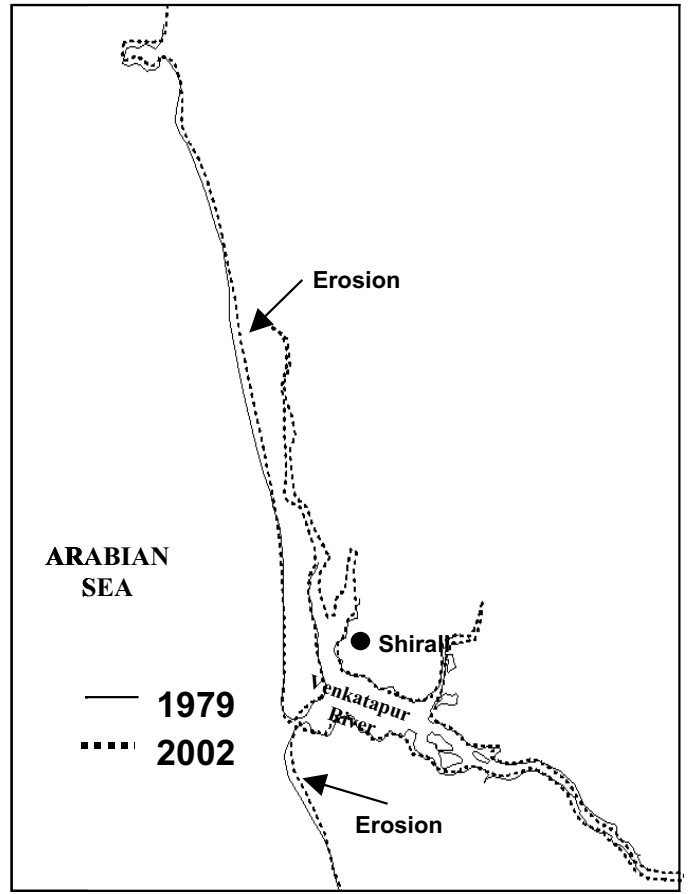 Erosion
ARABIAN
SEA
Shirali
Venkatapur
River
1979
2002
Erosion